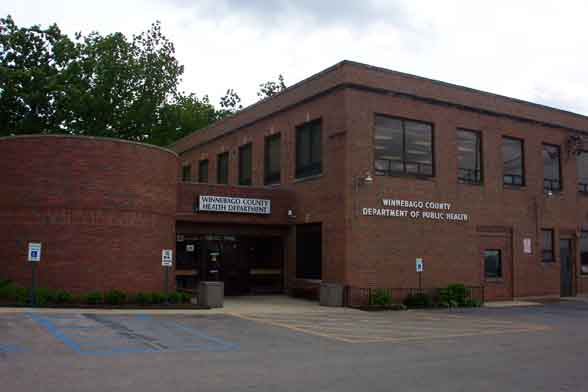 WINNEBAGO COUNTY
HEALTH DEPARTMENT
WINNEBAGO COUNTY
DEPARTMENT OF PUBLIC HEALTH